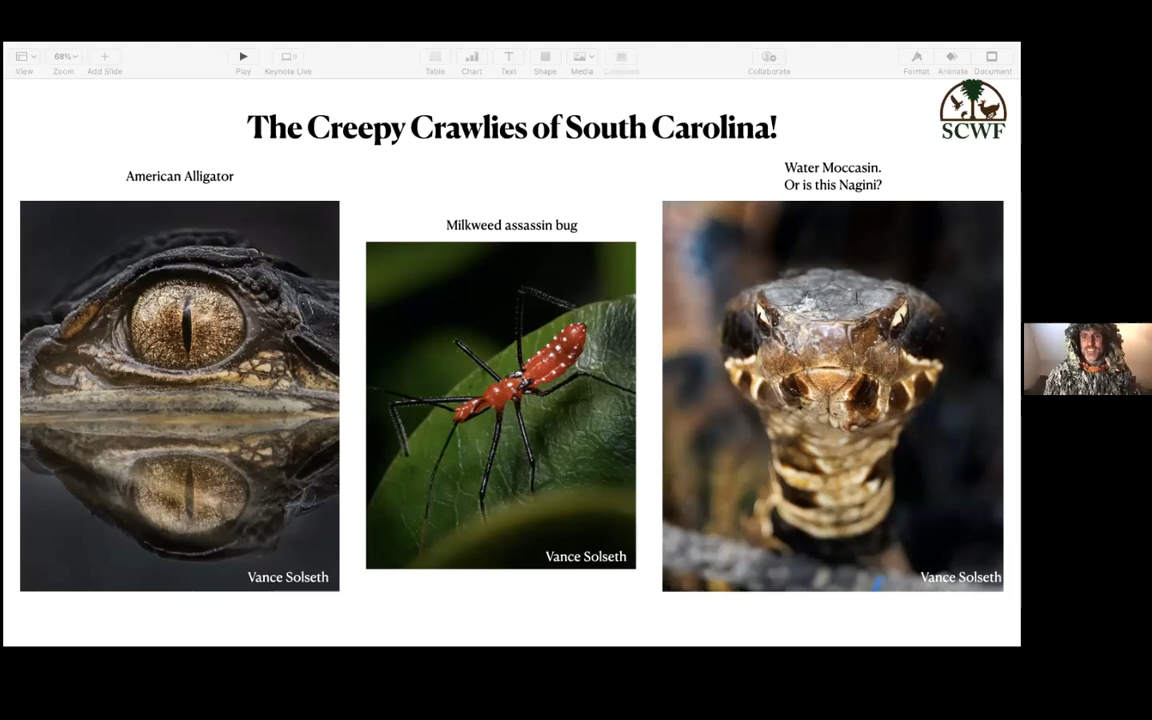 68%
View
Zoom
Add Slide
Play
Keynote Live
Table
Chart
Text
Shape
Media
Comment
Collaborate
Format
Animate
Document
SCWF
The Creepy Crawlies of South Carolina!
American Alligator
Milkweed assassin bug
Water Moccasin.
Or is this Nagini?
Vance Solseth
Vance Solseth
Vance Solseth